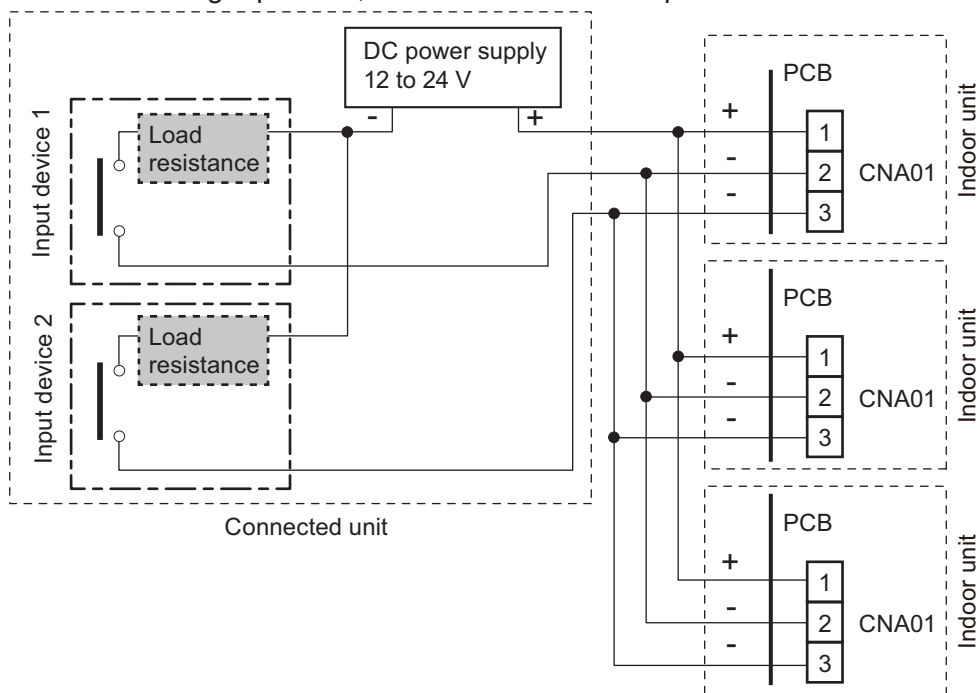 DC power supply
12 to 24 V
-
+
Input device 1
Load
resistance
Input device 2
Load
resistance
Connected unit
PCB
+
-
-
1
2
3
CNA01
Indoor unit
PCB
+
-
-
1
2
3
CNA01
Indoor unit
PCB
+
-
-
1
2
3
CNA01
Indoor unit